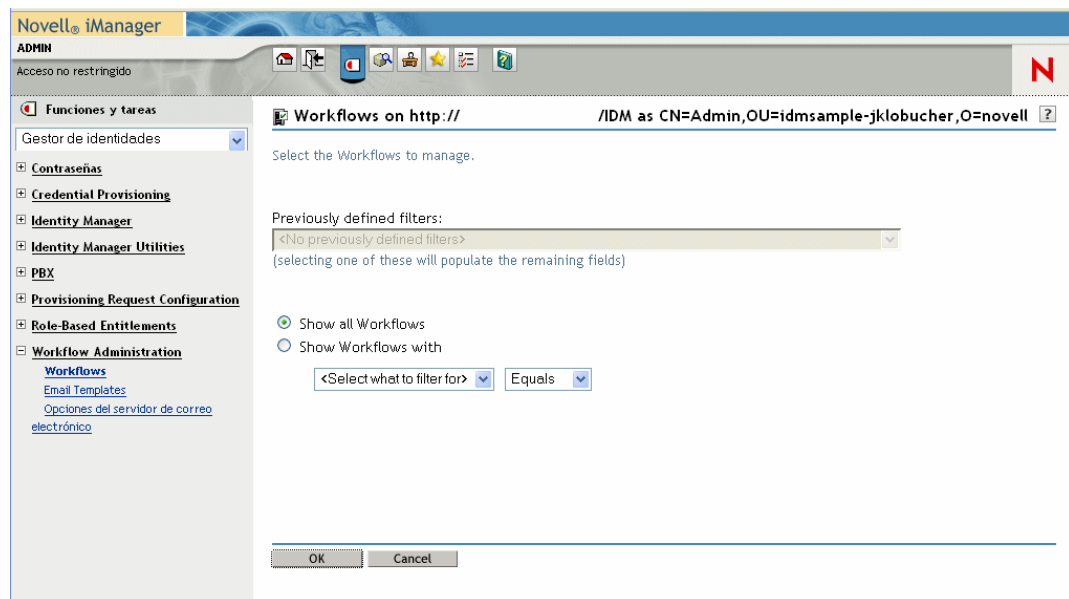 Novell® iManager
ADMIN
Acceso no restringido
N
Funciones y tareas
Gestor de identidades
Contraseñas
Credential Provisioning
Identity Manager
Identity Manager Utilities
PBX
Provisioning Request Configuration
Role-Based Entitlements
Workflow Administration
Workflows
Email Templates
Opciones del servidor de correo
electrónico
Workflows on http:// /IDM as CN=Admin,OU=idmsample-jklobucher,O=novell ?
Select the Workflows to manage.
Previously defined filters:
<No previously defined filters>
(selecting one of these will populate the remaining fields)
Show all Workflows
Show Workflows with
<Select what to filter for> Equals
OK Cancel